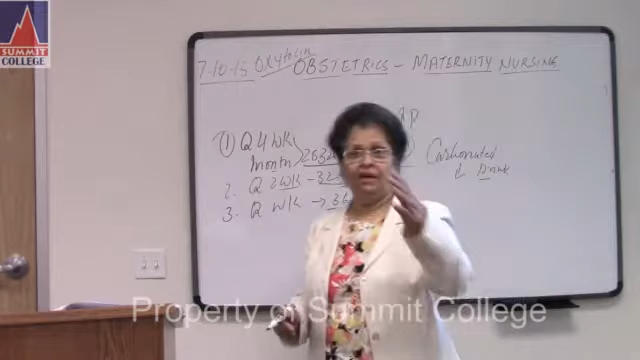 SUMMIT
COLLEGE
7-10-15 Oxytocin OBSTETRICS - MATERNITY NURSING
① Q 4 WK
month
2. Q 2 WK - 32
3. Q WK → 36
Carbonated
Drink
Property of Summit College